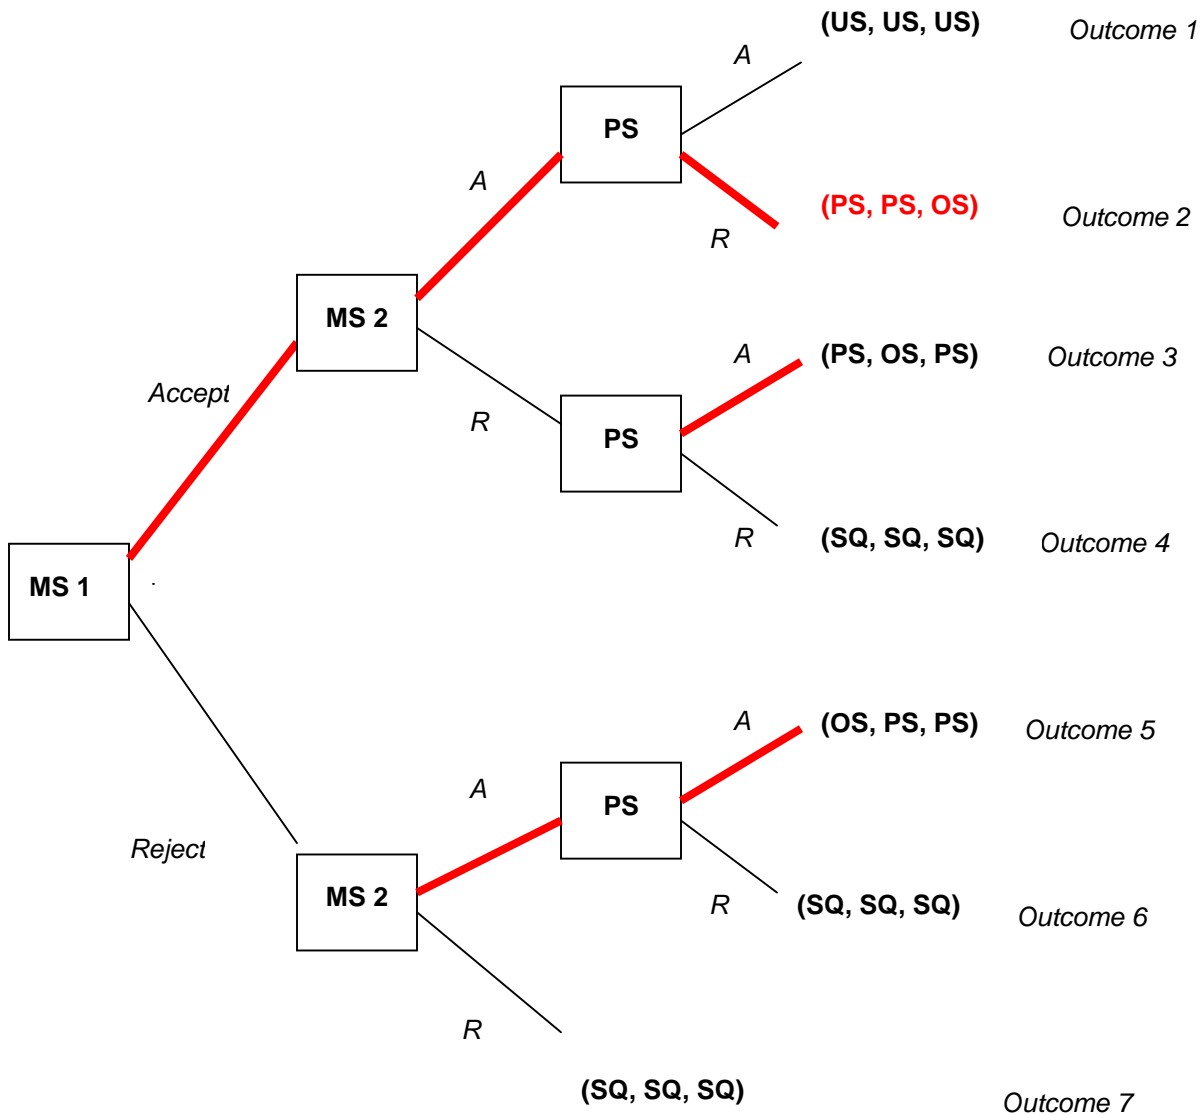 (US, US, US) Outcome 1
A
PS
A
R
(PS, PS, OS) Outcome 2
MS 2
Accept
R
A
(PS, OS, PS) Outcome 3
PS
R
(SQ, SQ, SQ) Outcome 4
MS 1
A
(OS, PS, PS) Outcome 5
A
PS
Reject
MS 2
R
(SQ, SQ, SQ) Outcome 6
R
(SQ, SQ, SQ) Outcome 7